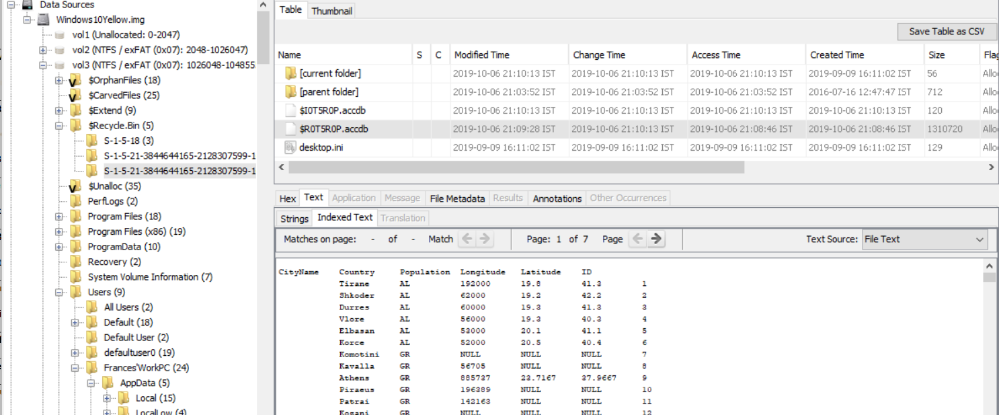 Data Sources
Windows10Yellow.img
vol1 (Unallocated: 0-2047)
vol2 (NTFS / exFAT (0x07): 2048-1026047)
vol3 (NTFS / exFAT (0x07): 1026048-104855
$OrphanFiles (18)
$CarvedFiles (25)
$Extend (9)
$Recycle.Bin (5)
S-1-5-18 (3)
S-1-5-21-3844644165-2128307599-1
S-1-5-21-3844644165-2128307599-1
$Unalloc (35)
PerfLogs (2)
Program Files (18)
Program Files (x86) (19)
ProgramData (10)
Recovery (2)
System Volume Information (7)
Users (9)
All Users (2)
Default (18)
Default User (2)
defaultuser0 (19)
Frances'WorkPC (24)
AppData (5)
Local (15)
LocalLow (4)
Table Thumbnail
Save Table as CSV
Name S C Modified Time Change Time Access Time Created Time Size Flag
[current folder] 2019-10-06 21:10:13 IST 2019-10-06 21:10:13 IST 2019-10-06 21:10:13 IST 2019-09-09 16:11:02 IST 56 Allo
[parent folder] 2019-10-06 21:03:52 IST 2019-10-06 21:03:52 IST 2019-10-06 21:03:52 IST 2016-07-16 12:47:47 IST 712 Allo
$I0T5R0P.accdb 2019-10-06 21:10:13 IST 2019-10-06 21:10:13 IST 2019-10-06 21:10:13 IST 2019-10-06 21:10:13 IST 120 Allo
$R0T5R0P.accdb 2019-10-06 21:09:28 IST 2019-10-06 21:10:13 IST 2019-10-06 21:08:46 IST 2019-10-06 21:08:46 IST 1310720 Allo
desktop.ini 2019-09-09 16:11:02 IST 2019-09-09 16:11:02 IST 2019-09-09 16:11:02 IST 2019-09-09 16:11:02 IST 129 Allo
Hex Text Application Message File Metadata Results Annotations Other Occurrences
Strings Indexed Text Translation
Matches on page: - of - Match Page: 1 of 7 Page Text Source: File Text
CityName Country Population Longitude Latitude ID
Tirane AL 192000 19.8 41.3 1
Shkoder AL 62000 19.2 42.2 2
Durres AL 60000 19.3 41.3 3
Vlore AL 56000 19.3 40.3 4
Elbasan AL 53000 20.1 41.1 5
Korce AL 52000 20.5 40.4 6
Komotini GR NULL NULL NULL 7
Kavalla GR 56705 NULL NULL 8
Athens GR 885737 23.7167 37.9667 9
Piraeus GR 196389 NULL NULL 10
Patrai GR 142163 NULL NULL 11
Kozani GR NULL NULL NULL 12